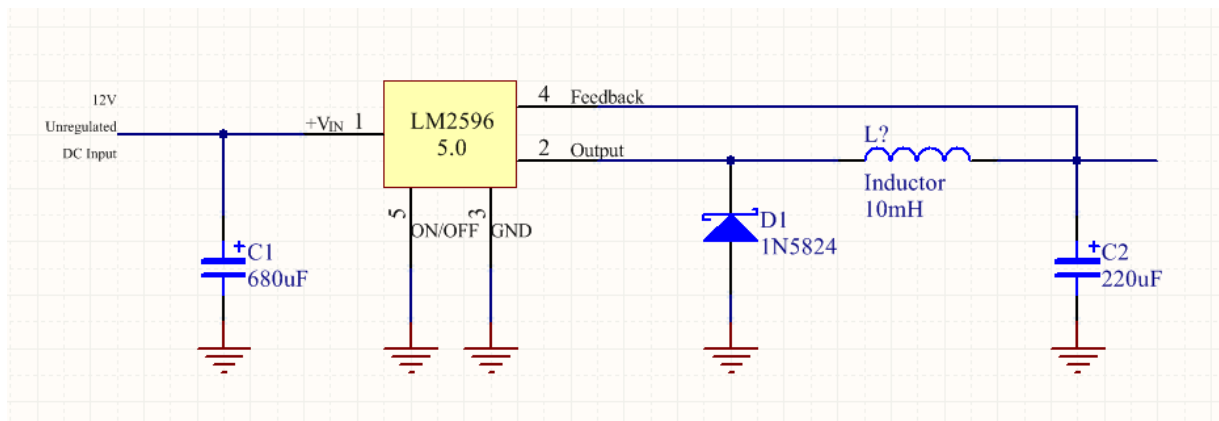 12V
Unregulated
DC Input
+VIN 1
LM2596
5.0
4 Feedback
2 Output
5
ON/OFF
3
GND
C1
680uF
D1
1N5824
L?
Inductor
10mH
C2
220uF